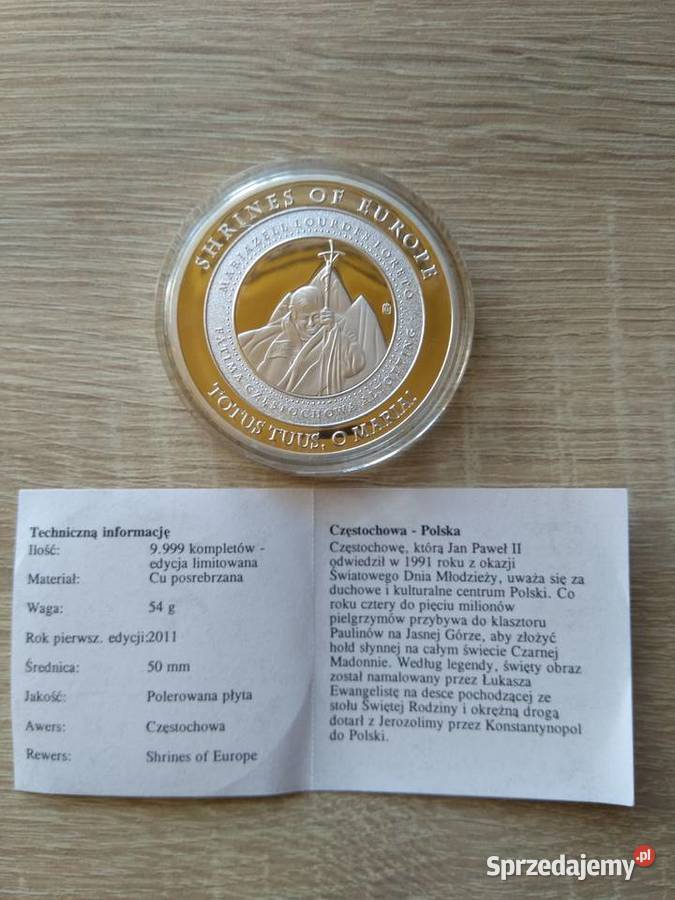 SHRINES OF EUROPE
MARIAZELL LOURDES LORETO
FATIMA CZĘSTOCHOWA ALTÖTTING
TOTUS TUUS, O MARIA!
Techniczną informację
Ilość: 9.999 kompletów -
edycja limitowana
Materiał: Cu posrebrzana
Waga: 54 g
Rok pierwsz. edycji:2011
Średnica: 50 mm
Jakość: Polerowana płyta
Awers: Częstochowa
Rewers: Shrines of Europe
Częstochowa - Polska
Częstochowę, którą Jan Paweł II
odwiedził w 1991 roku z okazji
Światowego Dnia Młodzieży, uważa się za
duchowe i kulturalne centrum Polski. Co
roku cztery do pięciu milionów
pielgrzymów przybywa do klasztoru
Paulinów na Jasnej Górze, aby złożyć
hołd słynnej na całym świecie Czarnej
Madonnie. Według legendy, święty obraz
został namalowany przez Łukasza
Ewangelistę na desce pochodzącej ze
stołu Świętej Rodziny i okrężną drogą
dotarł z Jerozolimy przez Konstantynopol
do Polski.
Sprzedajemy.pl